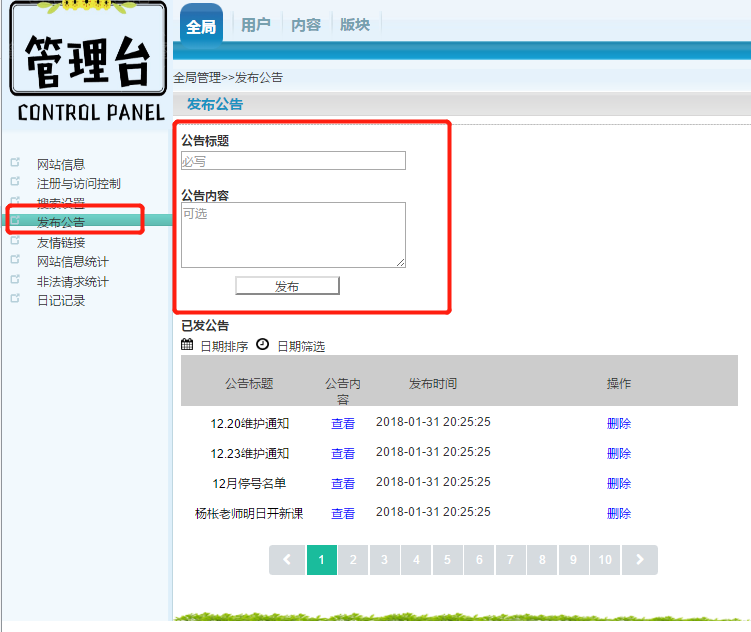 管理台
CONTROL PANEL
全局 用户 内容 版块
全局管理>>发布公告
发布公告
网站信息
注册与访问控制
搜索设置
发布公告
友情链接
网站信息统计
非法请求统计
日记记录
公告标题
必写
公告内容
可选
发布
已发公告
日期排序 日期筛选
公告标题 公告内容 发布时间 操作
12.20维护通知 查看 2018-01-31 20:25:25 删除
12.23维护通知 查看 2018-01-31 20:25:25 删除
12月停号名单 查看 2018-01-31 20:25:25 删除
杨枨老师明日开新课 查看 2018-01-31 20:25:25 删除
1 2 3 4 5 6 7 8 9 10